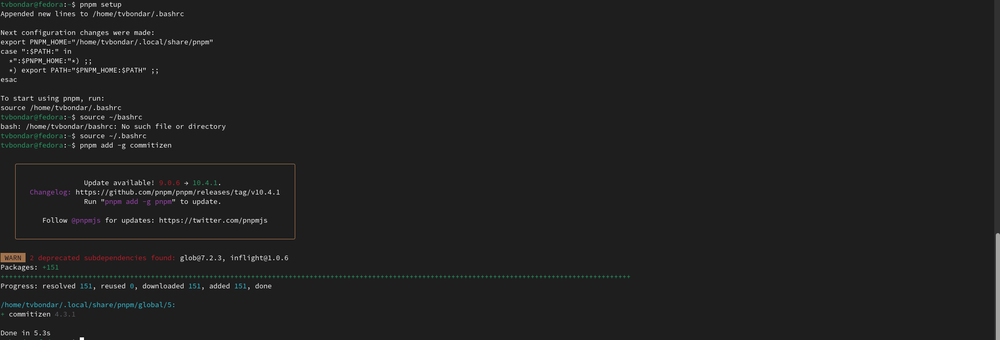 tvbondar@fedora:~$ pnpm setup
Appended new lines to /home/tvbondar/.bashrc

Next configuration changes were made:
export PNPM_HOME="/home/tvbondar/.local/share/pnpm"
case ":$PATH:" in
  *":$PNPM_HOME:"*) ;;
  *) export PATH="$PNPM_HOME:$PATH" ;;
esac

To start using pnpm, run:
source /home/tvbondar/.bashrc
tvbondar@fedora:~$ source ~/bashrc
bash: /home/tvbondar/bashrc: No such file or directory
tvbondar@fedora:~$ source ~/.bashrc
tvbondar@fedora:~$ pnpm add -g commitizen

Update available! 9.0.6 → 10.4.1.
Changelog: https://github.com/pnpm/pnpm/releases/tag/v10.4.1
Run "pnpm add -g pnpm" to update.

Follow @pnpmjs for updates: https://twitter.com/pnpmjs

WARN 2 deprecated subdependencies found: glob@7.2.3, inflight@1.0.6
Packages: +151
+++++++++++++++++++++++++++++++++++++++++++++++++++++++++++++++++++++++++++++++++++++++++++++++++++++++++++++++++++++++++++++++++++++++++++++++++++++++
Progress: resolved 151, reused 0, downloaded 151, added 151, done

/home/tvbondar/.local/share/pnpm/global/5:
+ commitizen 4.3.1

Done in 5.3s